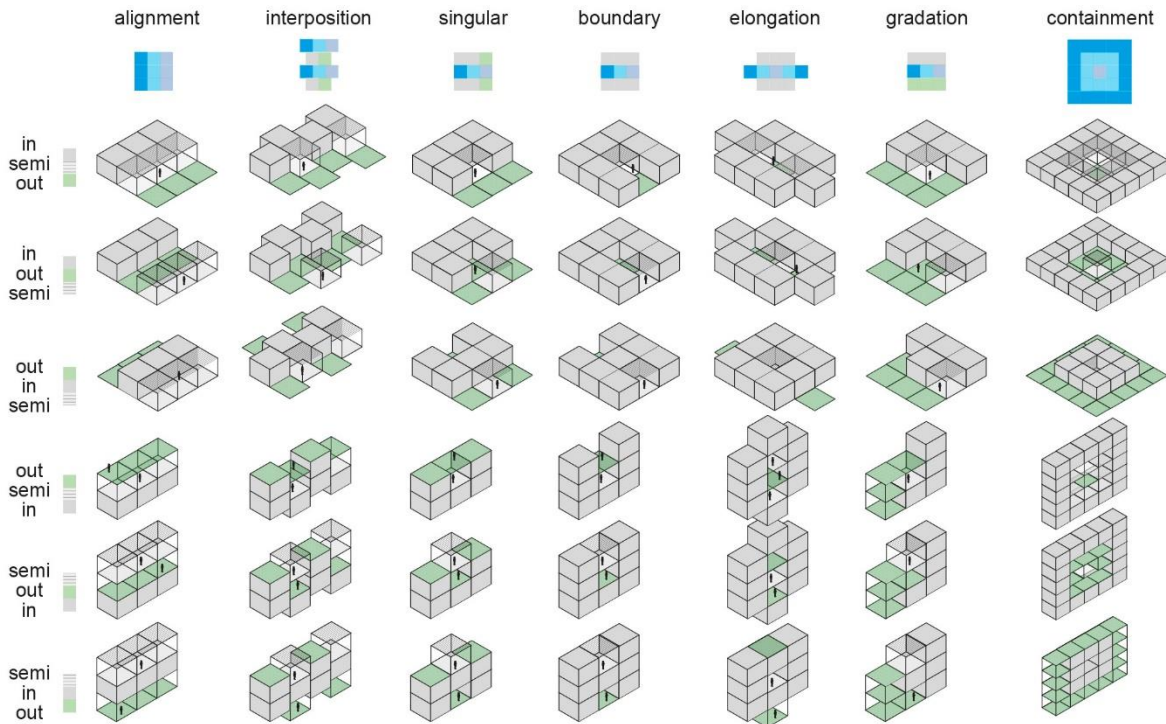 alignment interposition singular boundary elongation gradation containment
in
semi
out
in
out
semi
out
in
semi
out
semi
in
semi
out
in
semi
in
out